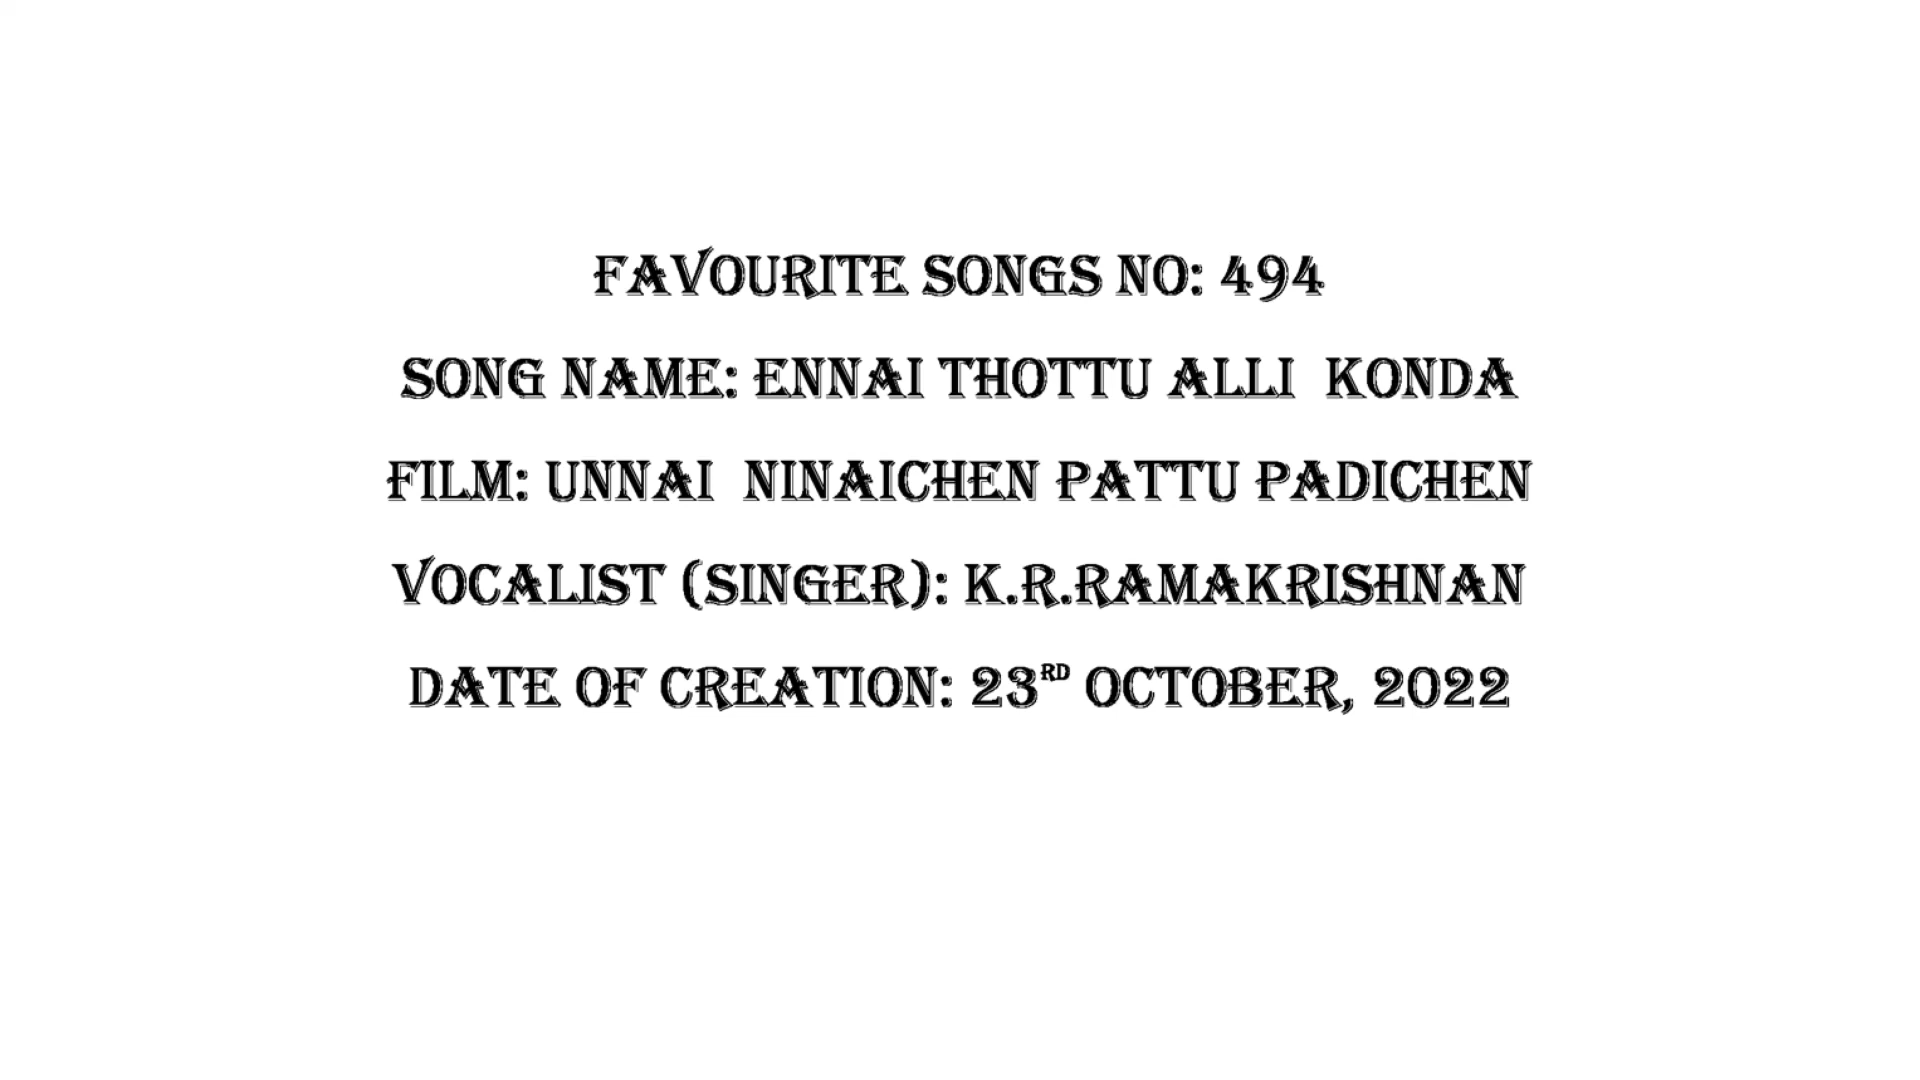 FAVOURITE SONGS NO: 494
SONG NAME: ENNAI THOTTU ALLI KONDA
FILM: UNNAI NINAICHEN PATTU PADICHEN
VOCALIST (SINGER): K.R.RAMAKRISHNAN
DATE OF CREATION: 23RD OCTOBER, 2022